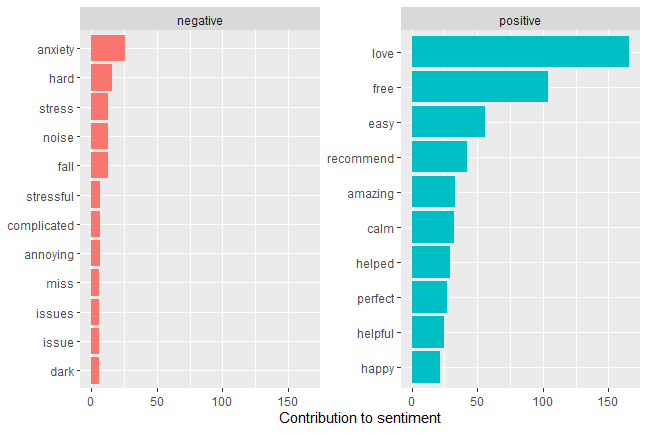 negative
anxiety
hard
stress
noise
fall
stressful
complicated
annoying
miss
issues
issue
dark
0 50 100 150
positive
love
free
easy
recommend
amazing
calm
helped
perfect
helpful
happy
0 50 100 150
Contribution to sentiment